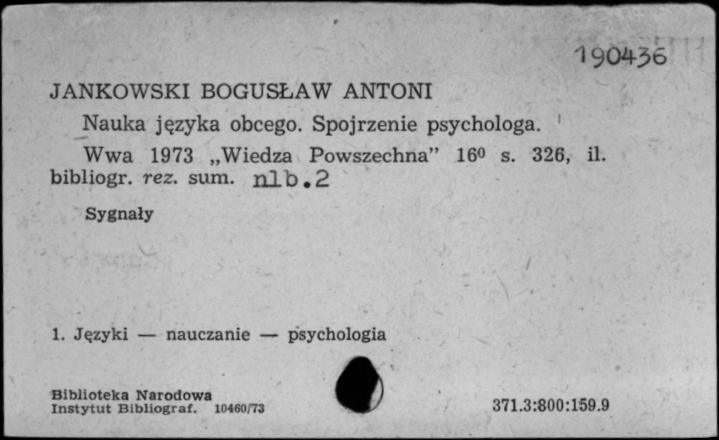 190436
JANKOWSKI BOGUSŁAW ANTONI
Nauka języka obcego. Spojrzenie psychologa.
Wwa 1973 „Wiedza Powszechna” 16⁰ s. 326, il.
bibliogr. rez. sum. nlb.2
Sygnały
1. Języki — nauczanie — psychologia
Biblioteka Narodowa
Instytut Bibliograf. 10460/73
371.3:800:159.9